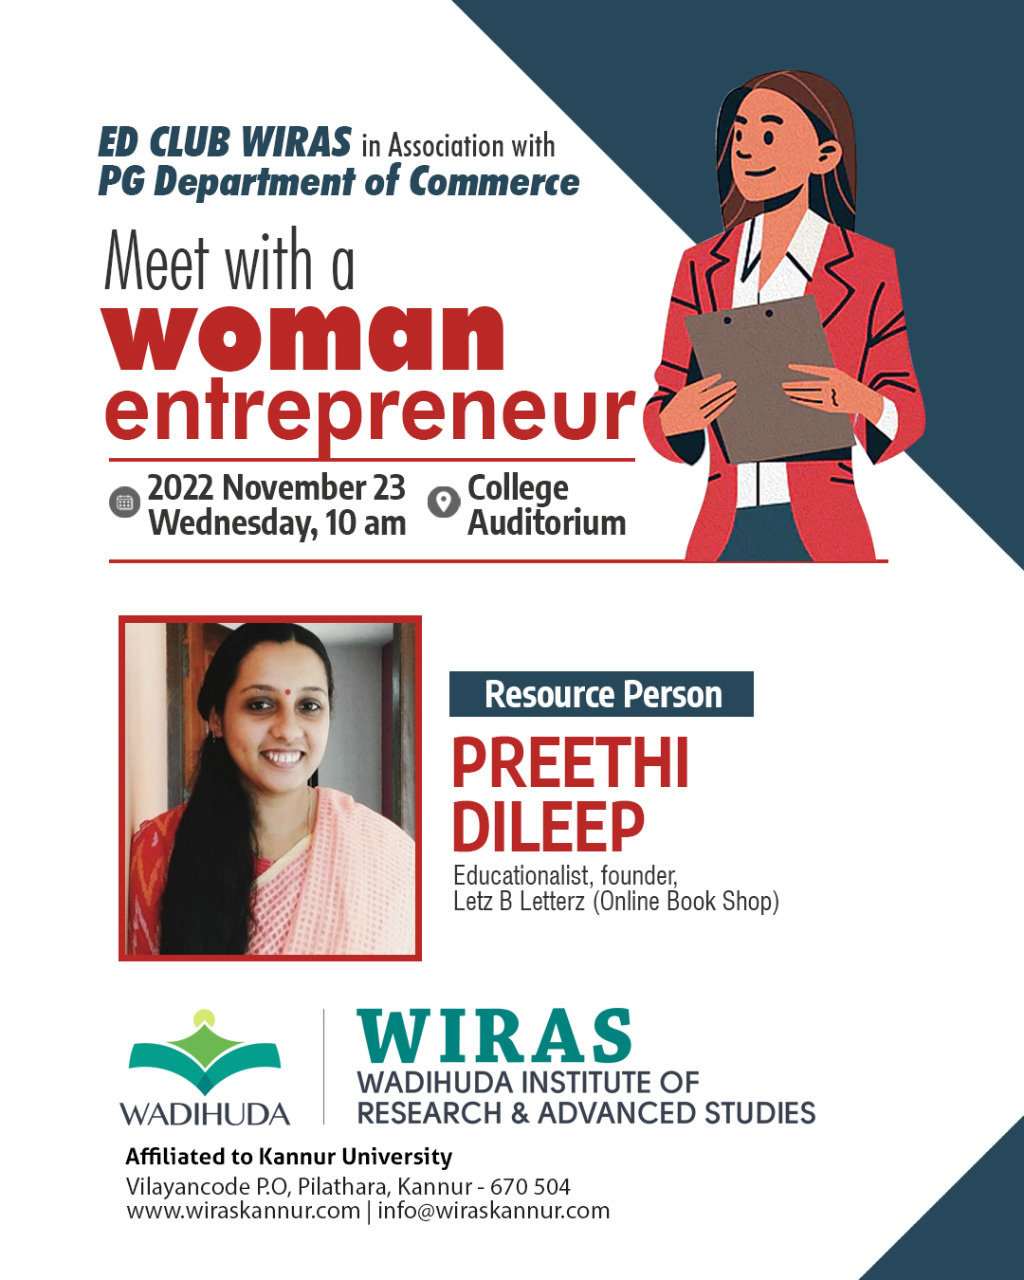 ED CLUB WIRAS in Association with
PG Department of Commerce
Meet with a
woman
entrepreneur
2022 November 23
Wednesday, 10 am
College
Auditorium
Resource Person
PREETHI
DILEEP
Educationalist, founder,
Letz B Letterz (Online Book Shop)
WADIHUDA
WIRAS
WADIHUDA INSTITUTE OF
RESEARCH & ADVANCED STUDIES
Affiliated to Kannur University
Vilayancode P.O, Pilathara, Kannur - 670 504
www.wiraskannur.com | info@wiraskannur.com